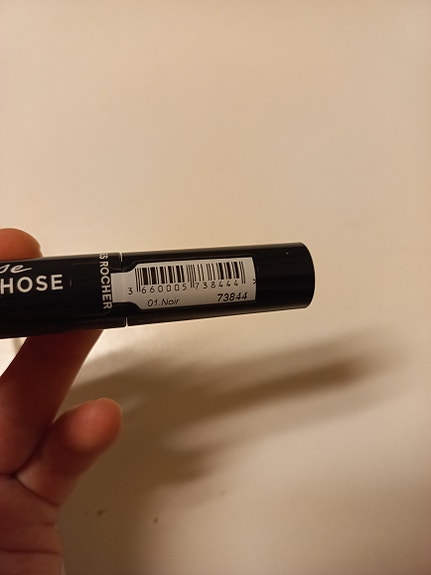 HOSE
S ROCHER
3 660005 738444 >
01.Noir 73844